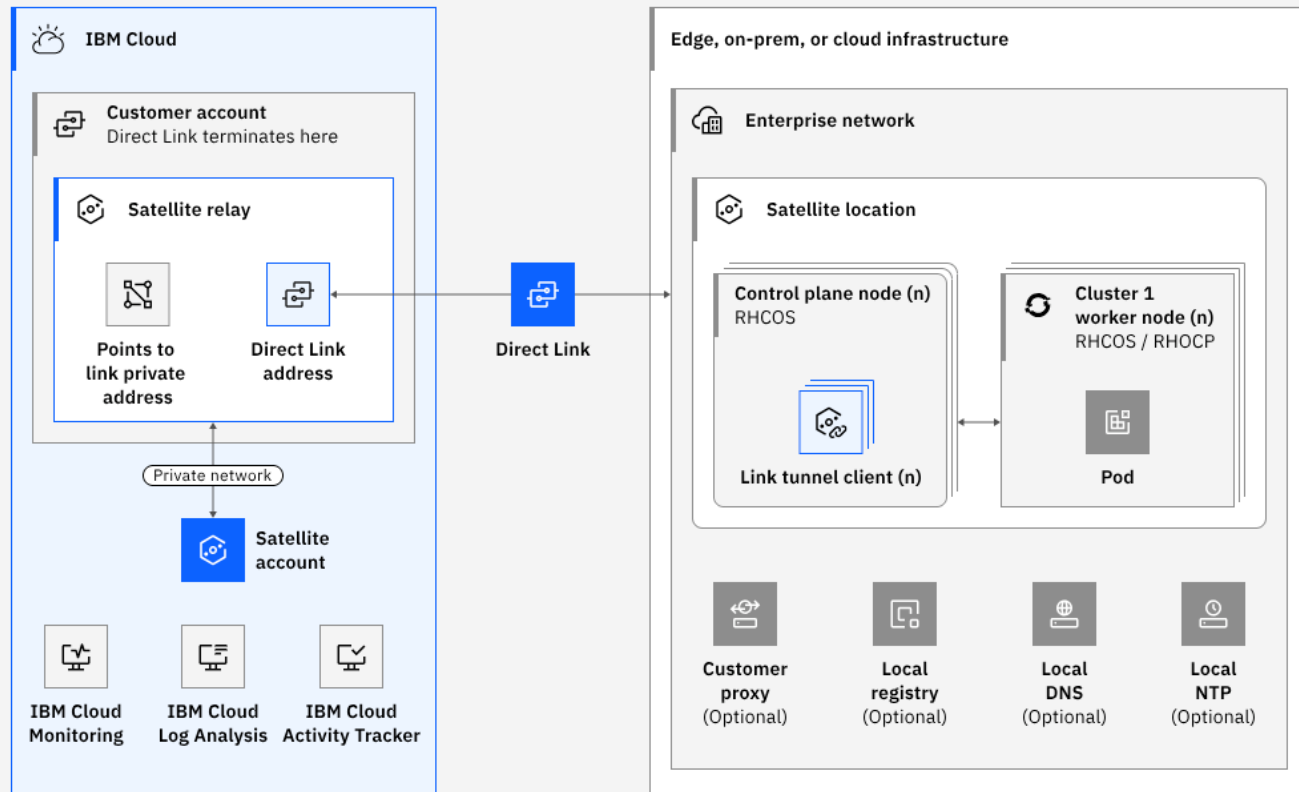 IBM Cloud
Customer account
Direct Link terminates here
Satellite relay
Points to
link private
address
Direct Link
address
Private network
Satellite
account
IBM Cloud
Monitoring
IBM Cloud
Log Analysis
IBM Cloud
Activity Tracker
Direct Link
Edge, on-prem, or cloud infrastructure
Enterprise network
Satellite location
Control plane node (n)
RHCOS
Link tunnel client (n)
Cluster 1
worker node (n)
RHCOS / RHOCP
Pod
Customer
proxy
(Optional)
Local
registry
(Optional)
Local
DNS
(Optional)
Local
NTP
(Optional)